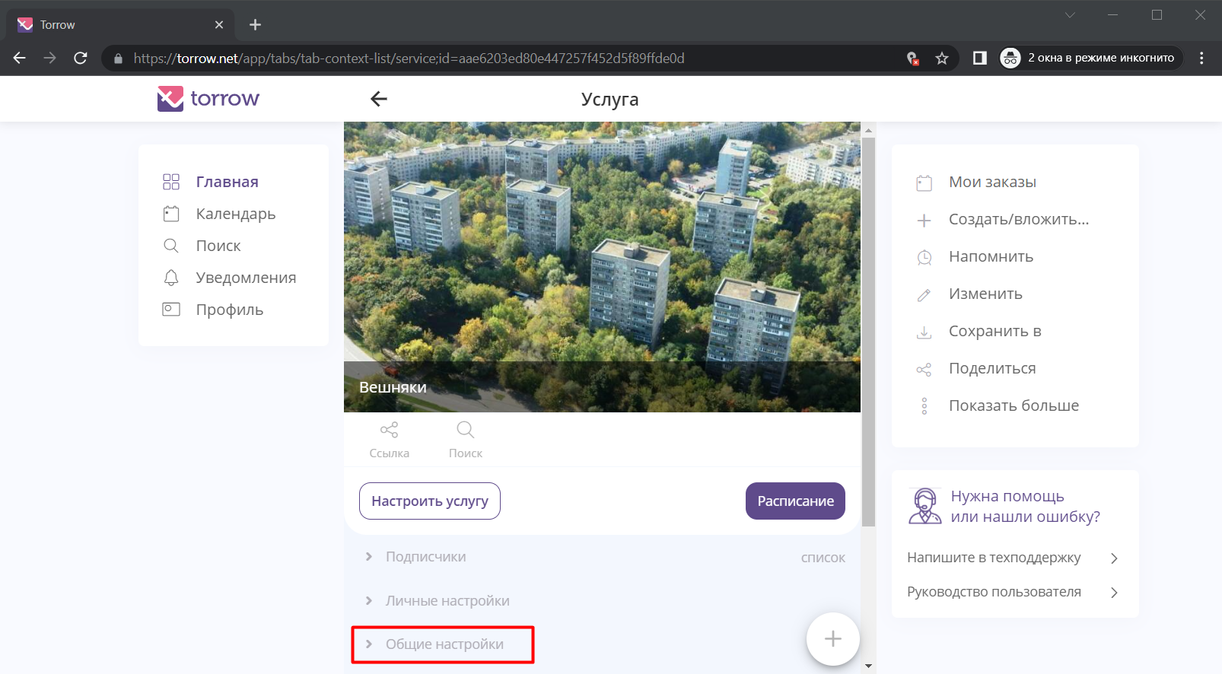 Torrow
https://torrow.net/app/tabs/tab-context-list/service;id=aae6203ed80e447257f452d5f89ffde0d
2 окна в режиме инкогнито
torrow
Услуга
Главная
Календарь
Поиск
Уведомления
Профиль
Вешняки
Ссылка
Поиск
Настроить услугу
Расписание
Подписчики
список
Личные настройки
Общие настройки
Мои заказы
Создать/вложить...
Напомнить
Изменить
Сохранить в
Поделиться
Показать больше
Нужна помощь
или нашли ошибку?
Напишите в техподдержку
Руководство пользователя